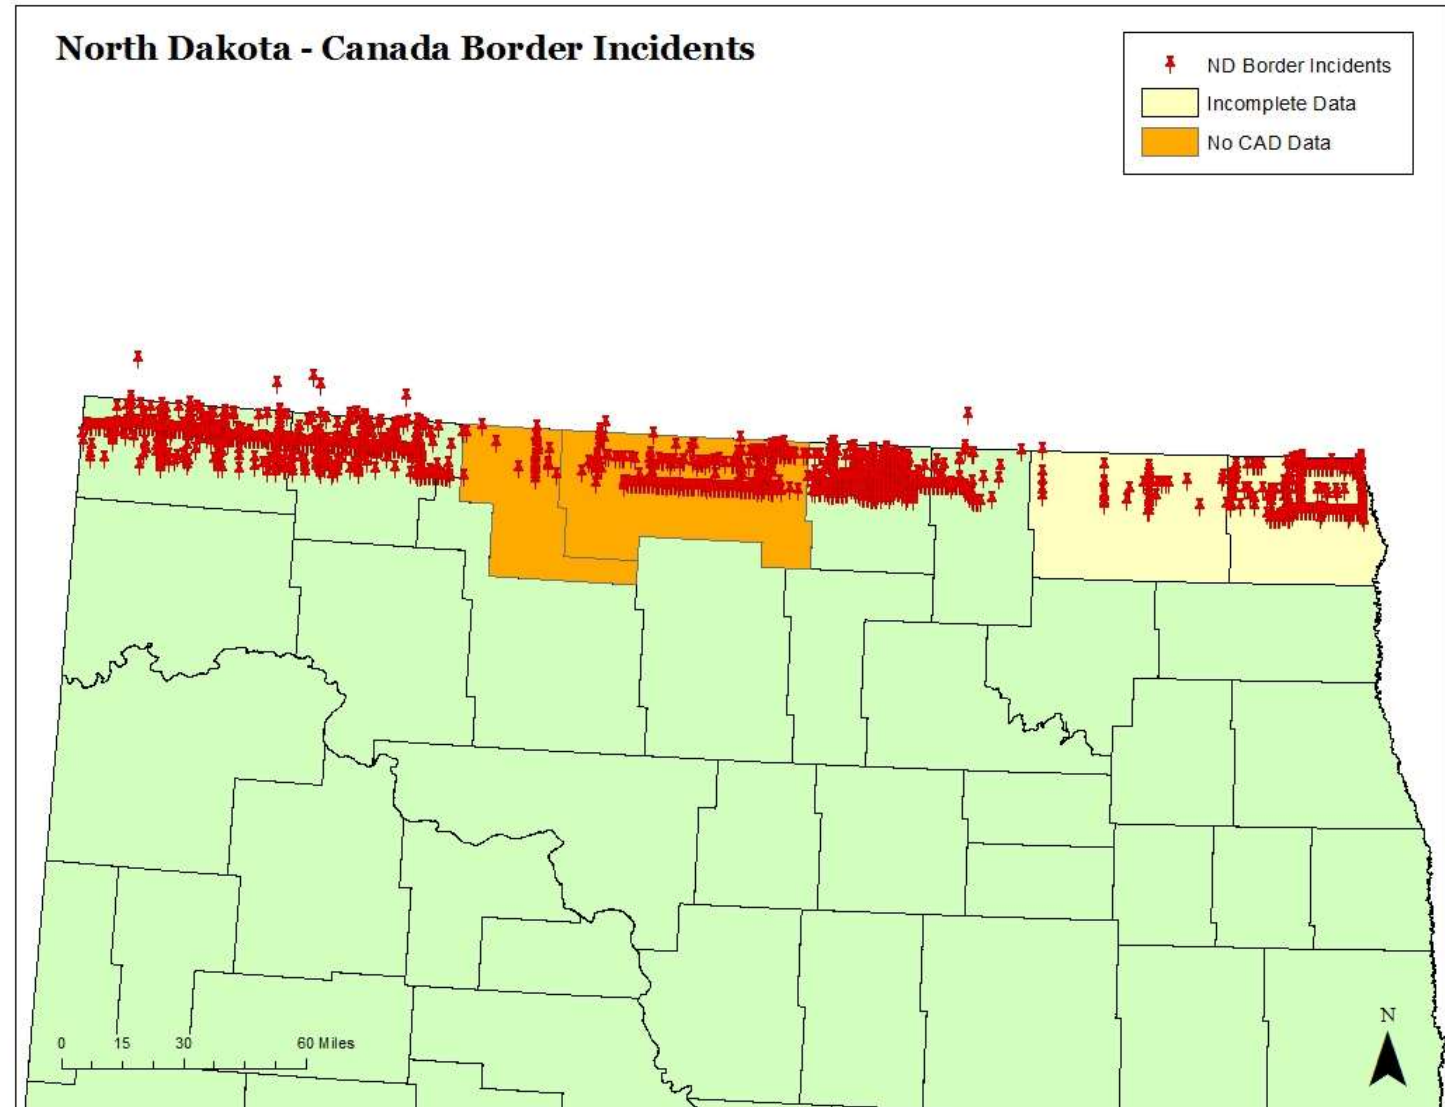 North Dakota - Canada Border Incidents
ND Border Incidents
Incomplete Data
No CAD Data
N
0 15 30 60 Miles